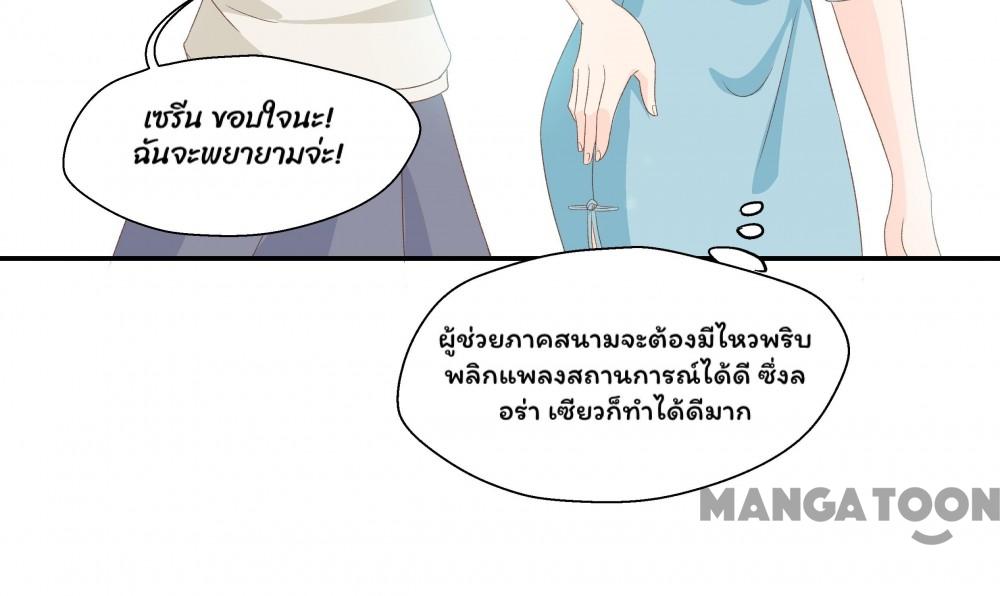 เซรีน ขอบใจนะ!
ฉันจะพยายามจ่ะ!
ผู้ช่วยภาคสนามจะต้องมีไหวพริบ
พลิกแพลงสถานการณ์ได้ดี ซึ่งล
อร่า เซียวก็ทำได้ดีมาก
MANGATOON